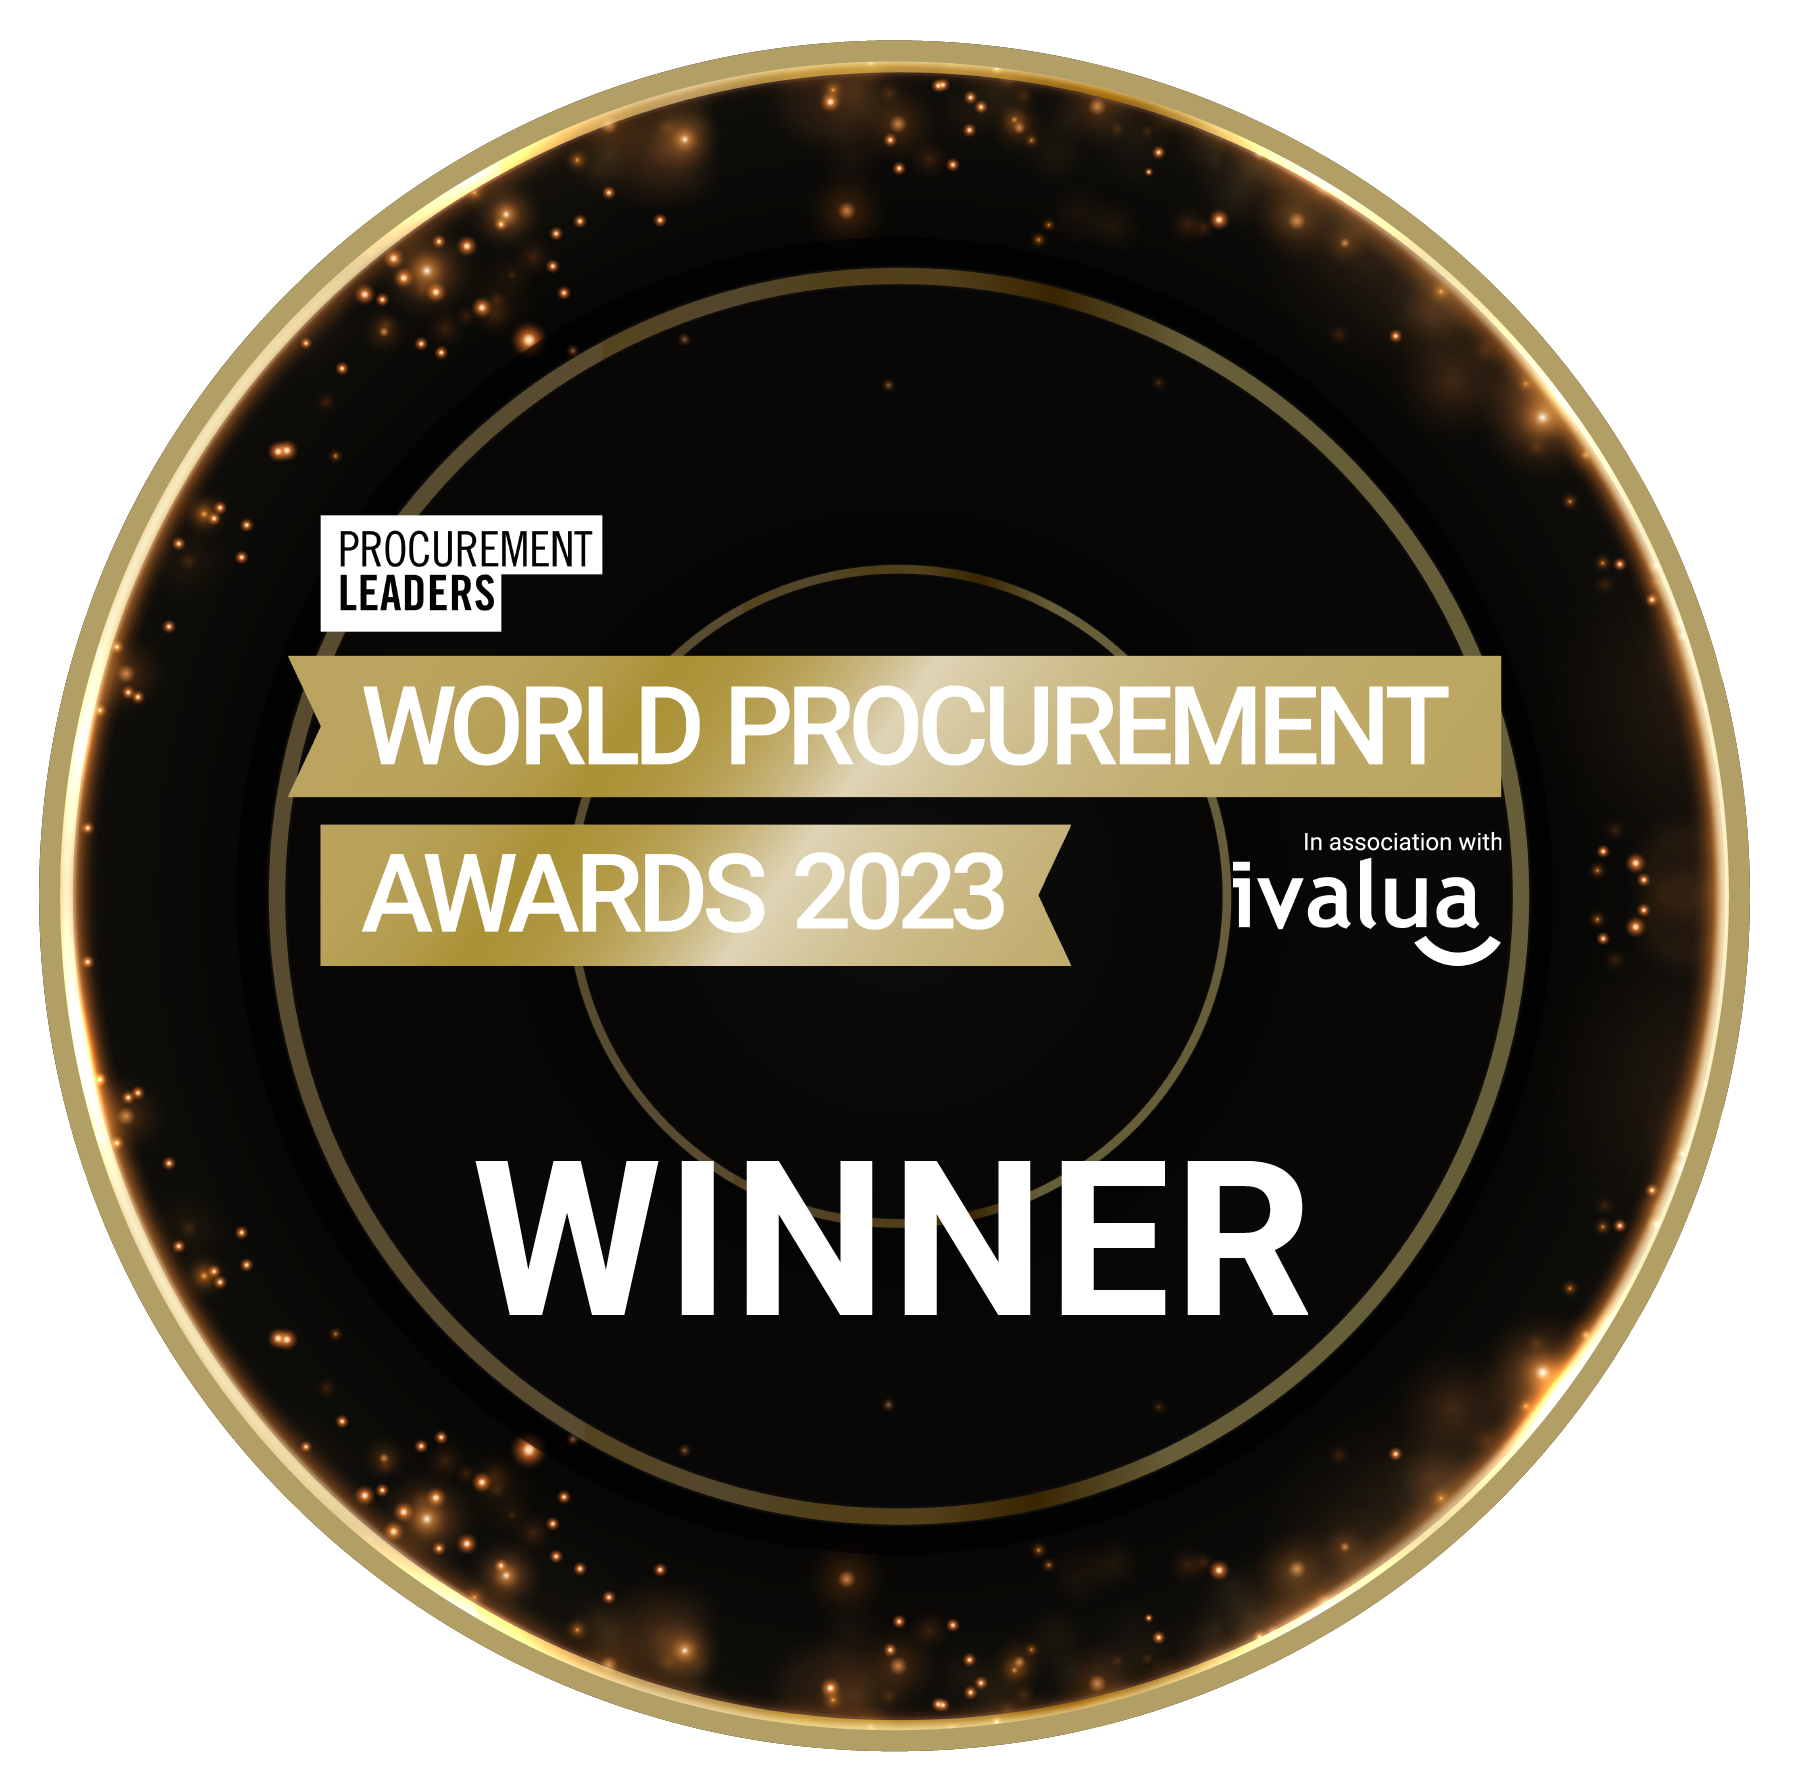 PROCUREMENT
LEADERS
WORLD PROCUREMENT
AWARDS 2023
In association with
ivalua
WINNER